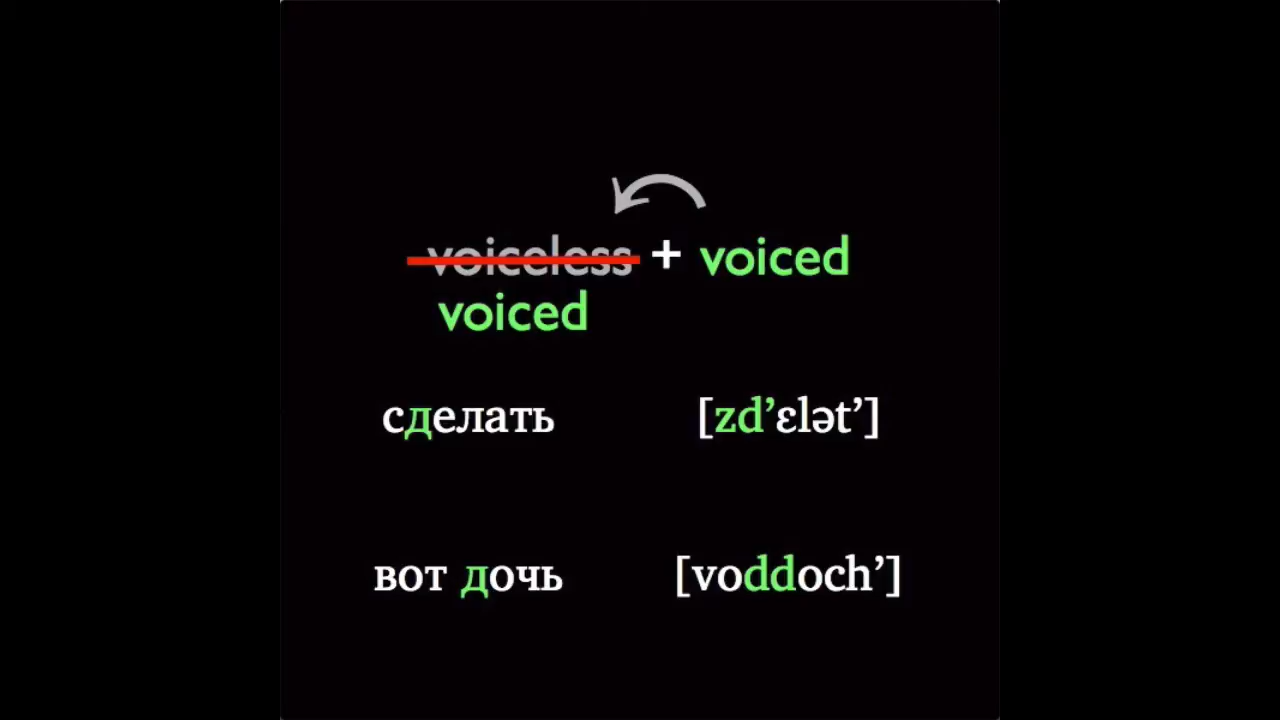 voiceless + voiced
voiced
сделать [zd’ɛlət’]
вот дочь [voddoch’]